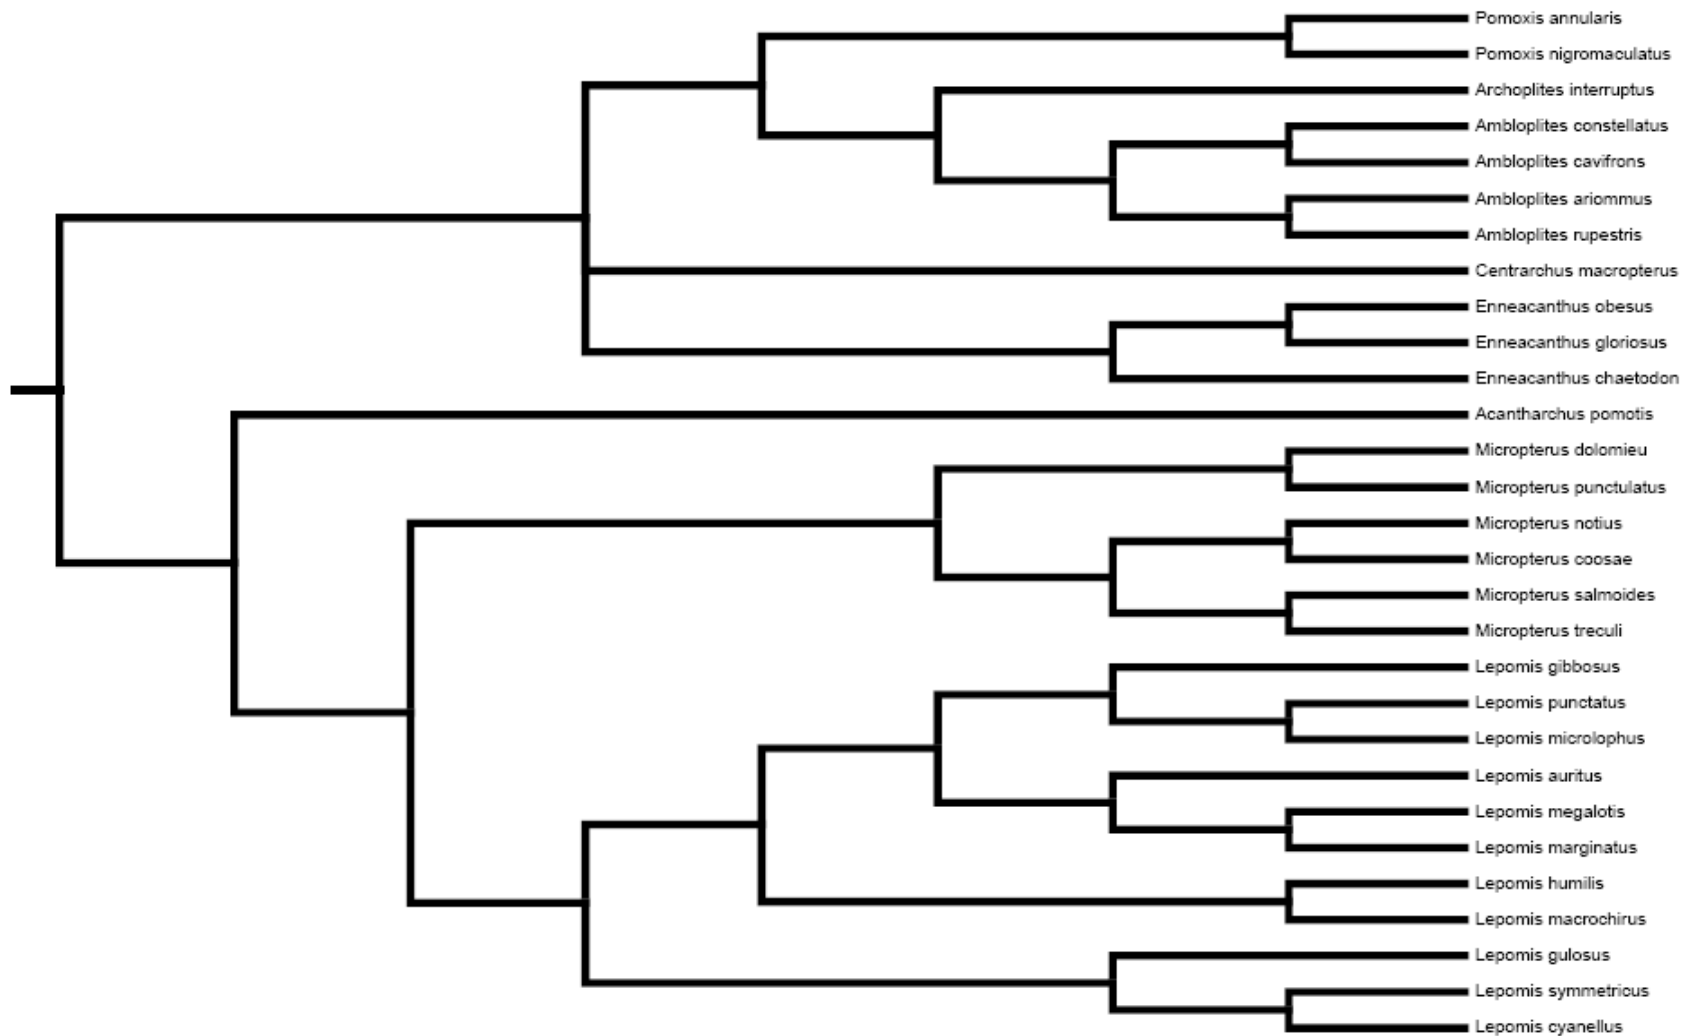 Pomoxis annularis
Pomoxis nigromaculatus
Archoplites interruptus
Ambloplites constellatus
Ambloplites cavifrons
Ambloplites ariommus
Ambloplites rupestris
Centrarchus macropterus
Enneacanthus obesus
Enneacanthus gloriosus
Enneacanthus chaetodon
Acantharchus pomotis
Micropterus dolomieu
Micropterus punctulatus
Micropterus notius
Micropterus coosae
Micropterus salmoides
Micropterus treculi
Lepomis gibbosus
Lepomis punctatus
Lepomis microlophus
Lepomis auritus
Lepomis megalotis
Lepomis marginatus
Lepomis humilis
Lepomis macrochirus
Lepomis gulosus
Lepomis symmetricus
Lepomis cyanellus